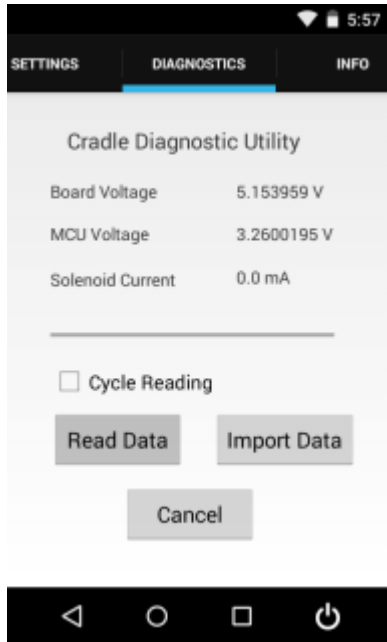 5:57
SETTINGS DIAGNOSTICS INFO
Cradle Diagnostic Utility
Board Voltage 5.153959 V
MCU Voltage 3.2600195 V
Solenoid Current 0.0 mA
Cycle Reading
Read Data Import Data
Cancel